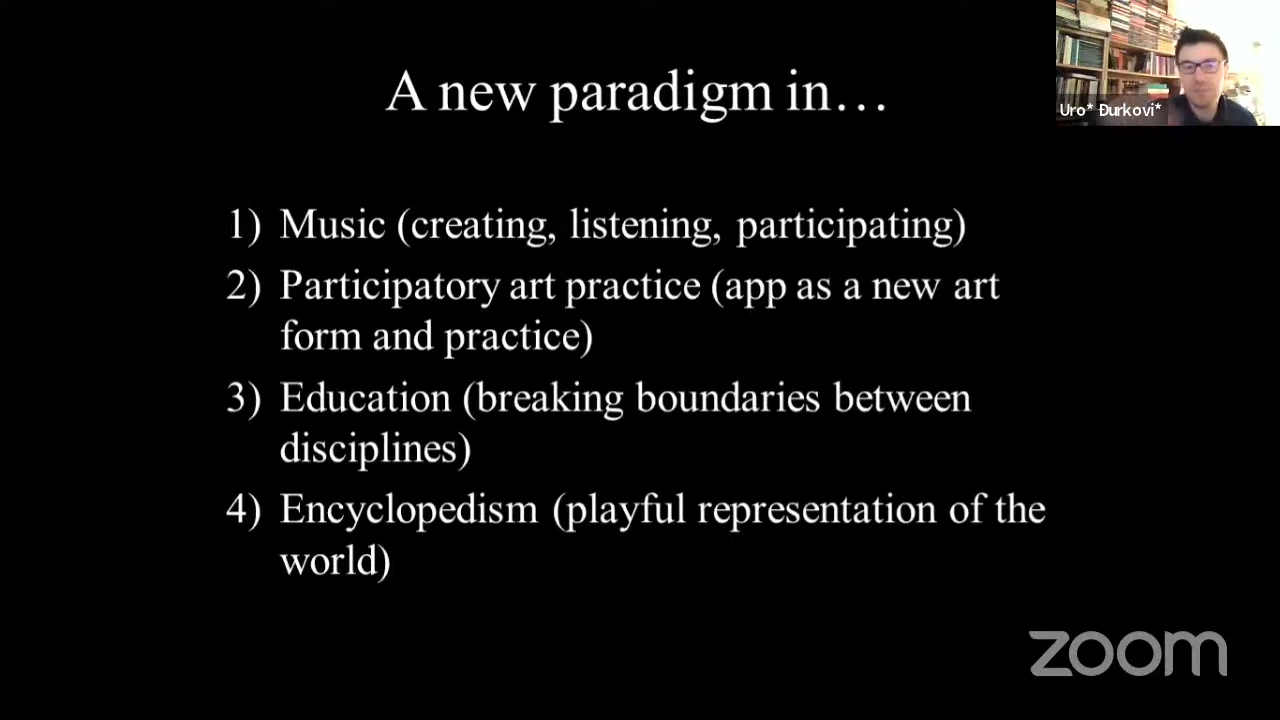 A new paradigm in…
Uro* Đurkovi*
1) Music (creating, listening, participating)
2) Participatory art practice (app as a new art
form and practice)
3) Education (breaking boundaries between
disciplines)
4) Encyclopedism (playful representation of the
world)
zoom